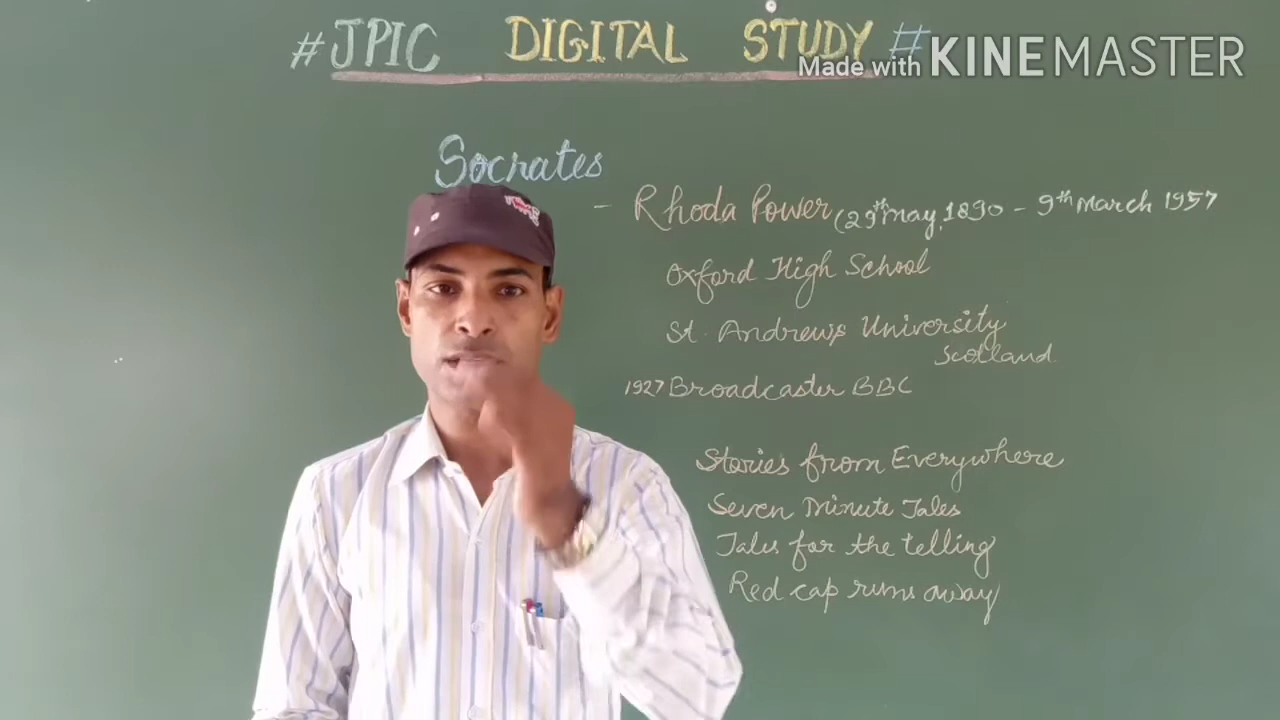 #JPIC DIGITAL STUDY #
Made with KINEMASTER
Socrates
- Rhoda Power (29th May, 1890 - 9th March 1957
Oxford High School
St. Andrews University
Scotland
1927 Broadcaster BBC
Stories from Everywhere
Seven Minute Tales
Tales for the telling
Red cap runs away